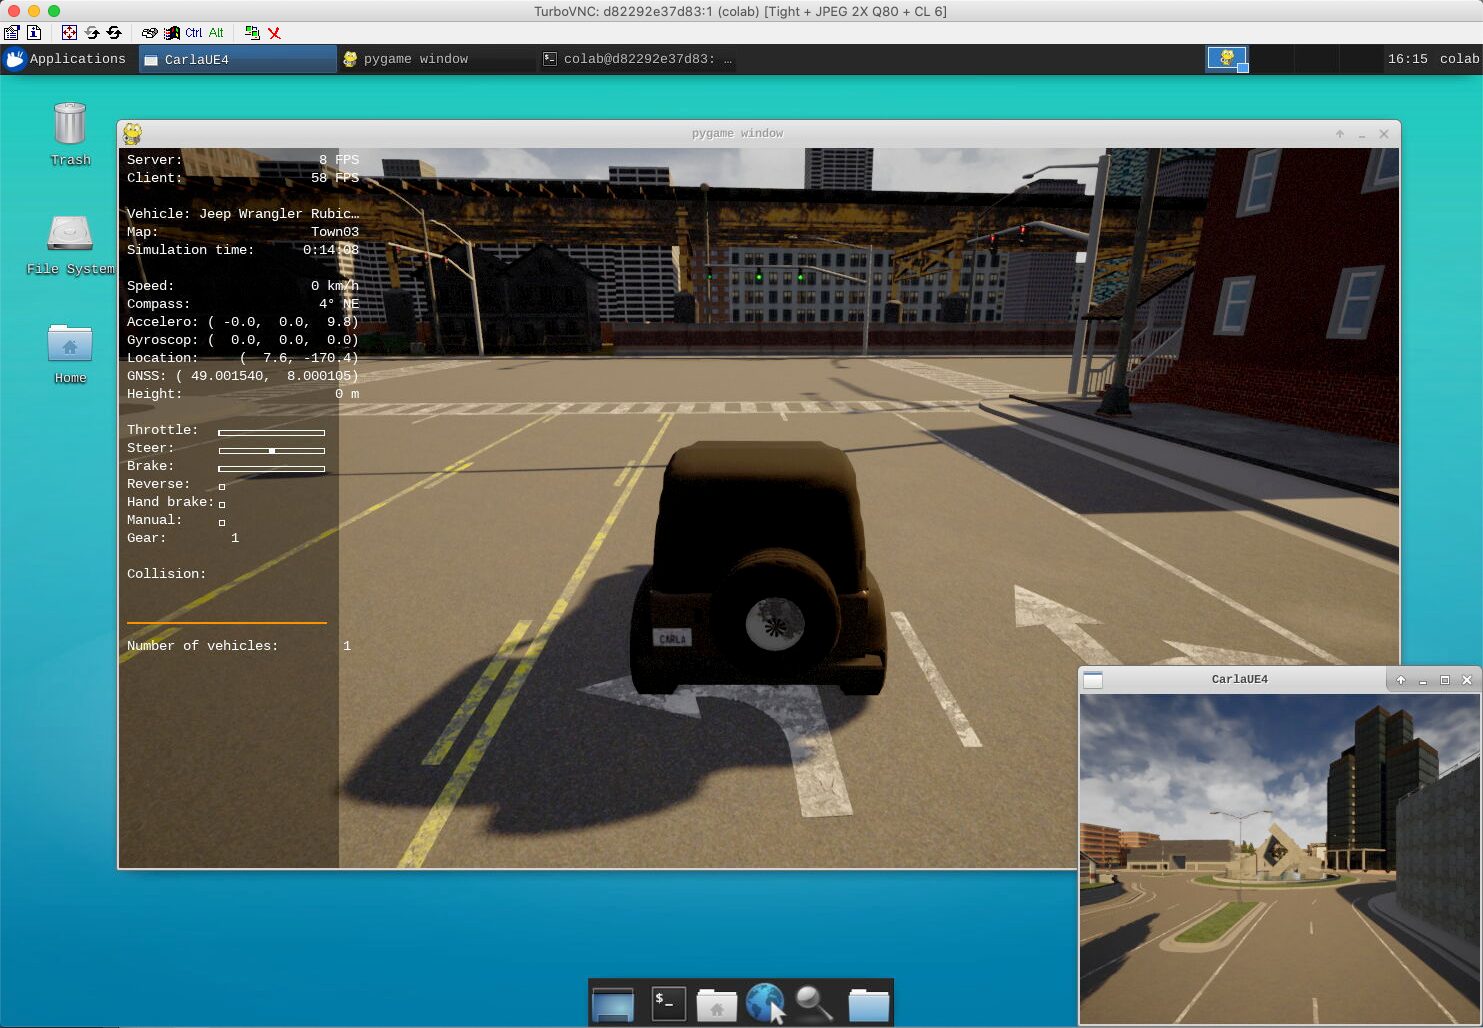 TurboVNC: d82292e37d83:1 (colab) [Tight + JPEG 2X Q80 + CL 6]
Ctrl Alt
Applications CarlaUE4 pygame window colab@d82292e37d83: … 16:15 colab
Trash
File System
Home
pygame window
Server: 8 FPS
Client: 58 FPS
Vehicle: Jeep Wrangler Rubic…
Map: Town03
Simulation time: 0:14:08
Speed: 0 km/h
Compass: 4° NE
Accelero: ( -0.0, 0.0, 9.8)
Gyroscop: ( 0.0, 0.0, 0.0)
Location: ( 7.6, -170.4)
GNSS: ( 49.001540, 8.000105)
Height: 0 m
Throttle:
Steer:
Brake:
Reverse:
Hand brake:
Manual:
Gear: 1
Collision:
Number of vehicles: 1
CARLA
CarlaUE4
$_